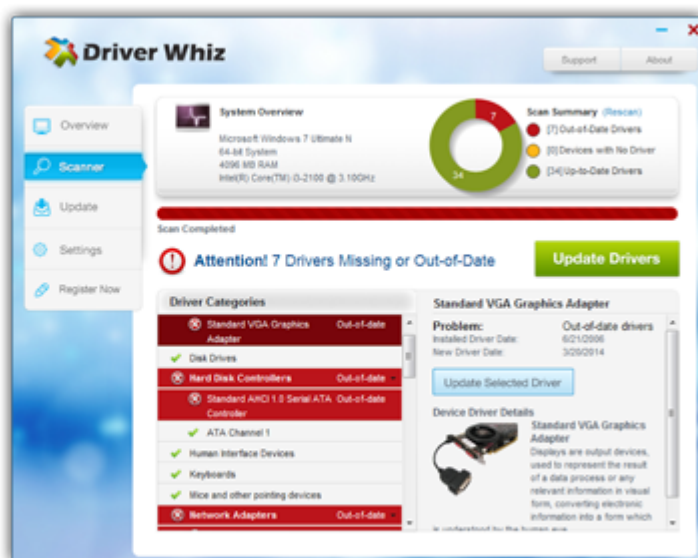 Driver Whiz
Support
About
Overview
Scanner
Update
Settings
Register Now
System Overview
Microsoft Windows 7 Ultimate N
64-bit System
4096 MB RAM
Intel(R) Core(TM) i3-2100 @ 3.10GHz
7
34
Scan Summary (Rescan)
[7] Out-of-Date Drivers
[0] Devices with No Driver
[34] Up-to-Date Drivers
Scan Completed
Attention! 7 Drivers Missing or Out-of-Date
Update Drivers
Driver Categories
Standard VGA Graphics Out-of-date
Adapter
Disk Drives
Hard Disk Controllers Out-of-date
Standard AHCI 1.0 Serial ATA Out-of-date
Controller
ATA Channel 1
Human Interface Devices
Keyboards
Mice and other pointing devices
Network Adapters Out-of-date
Standard VGA Graphics Adapter
Problem: Out-of-date drivers
Installed Driver Date: 6/21/2006
New Driver Date: 3/20/2014
Update Selected Driver
Device Driver Details
Standard VGA Graphics
Adapter
Displays are output devices,
used to represent the result
of a data process or any
relevant information in visual
form, converting electronic
information into a form which
is understood by the human eye.